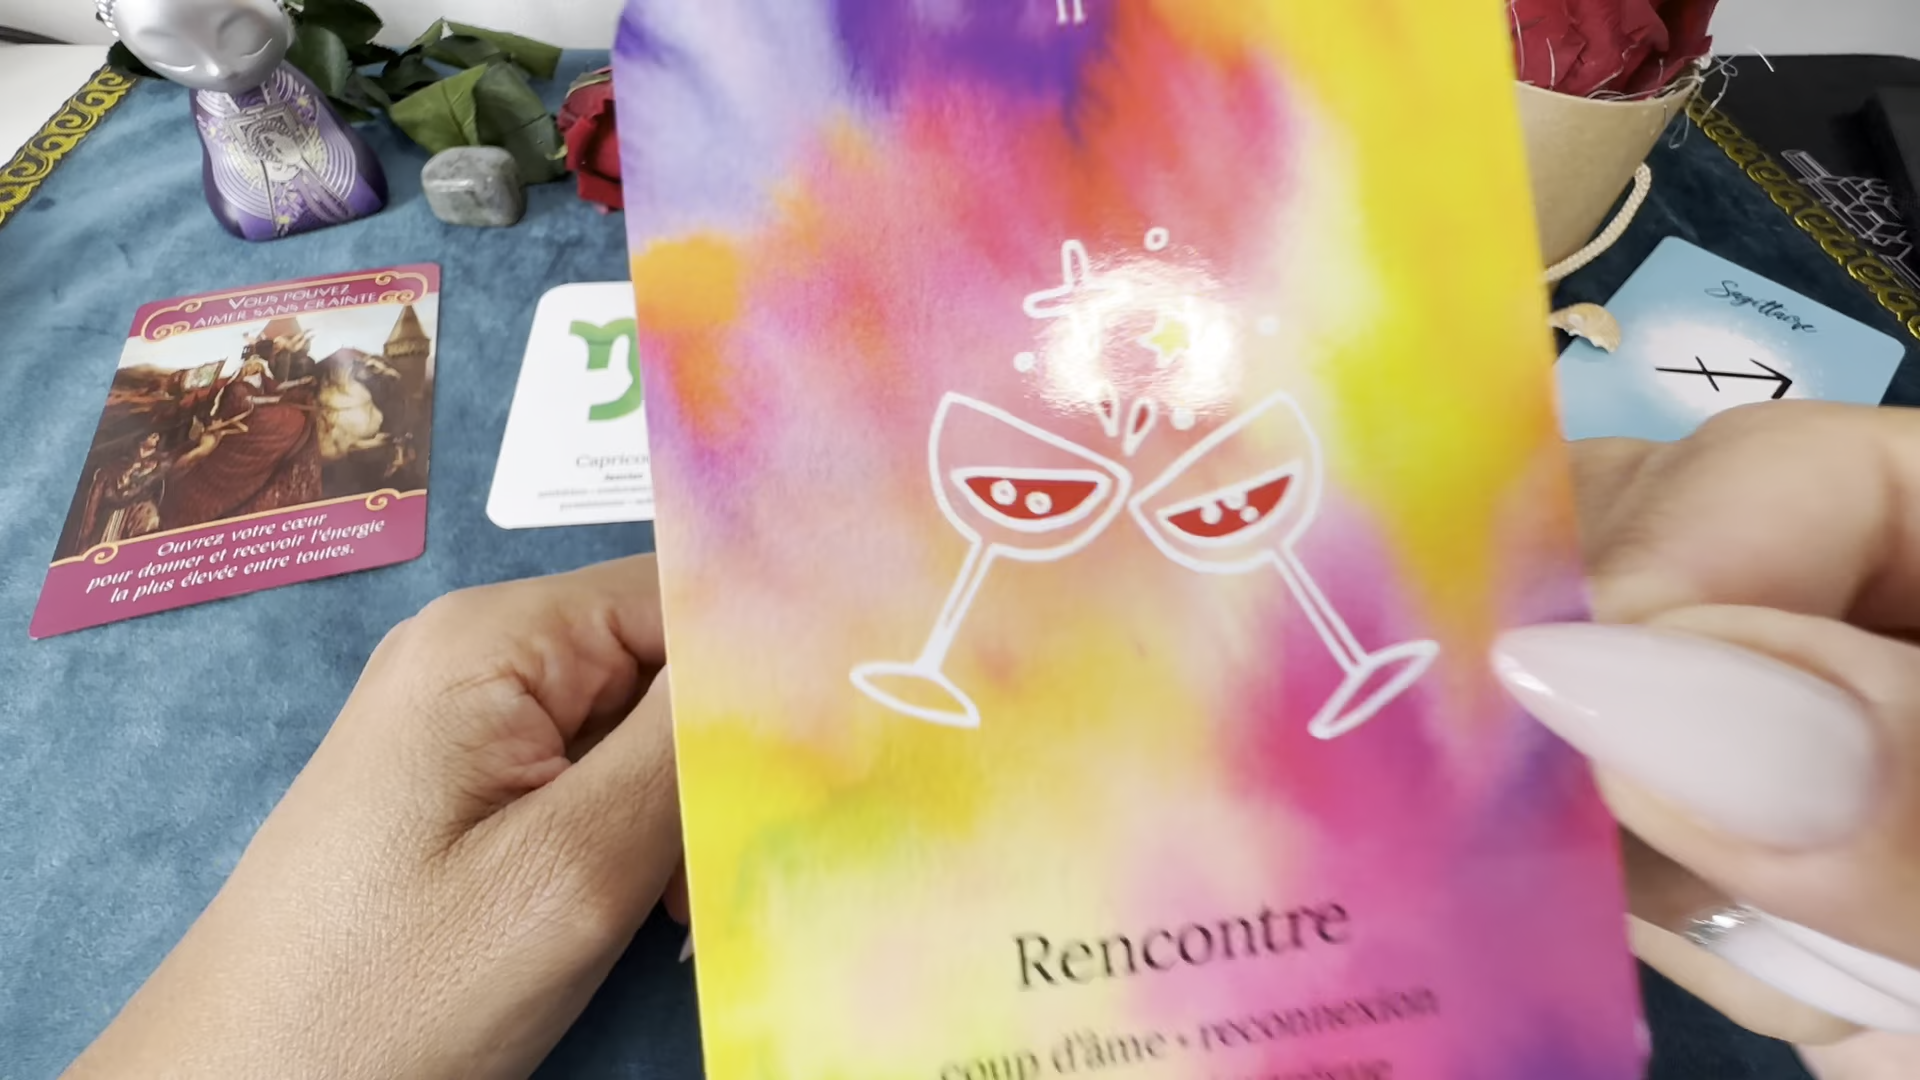 II
VOUS POUVEZ
AIMER SANS CRAINTE
Ouvrez votre cœur
pour donner et recevoir l'énergie
la plus élevée entre toutes.
Sagittaire
Rencontre
coup d'âme • reconnexion